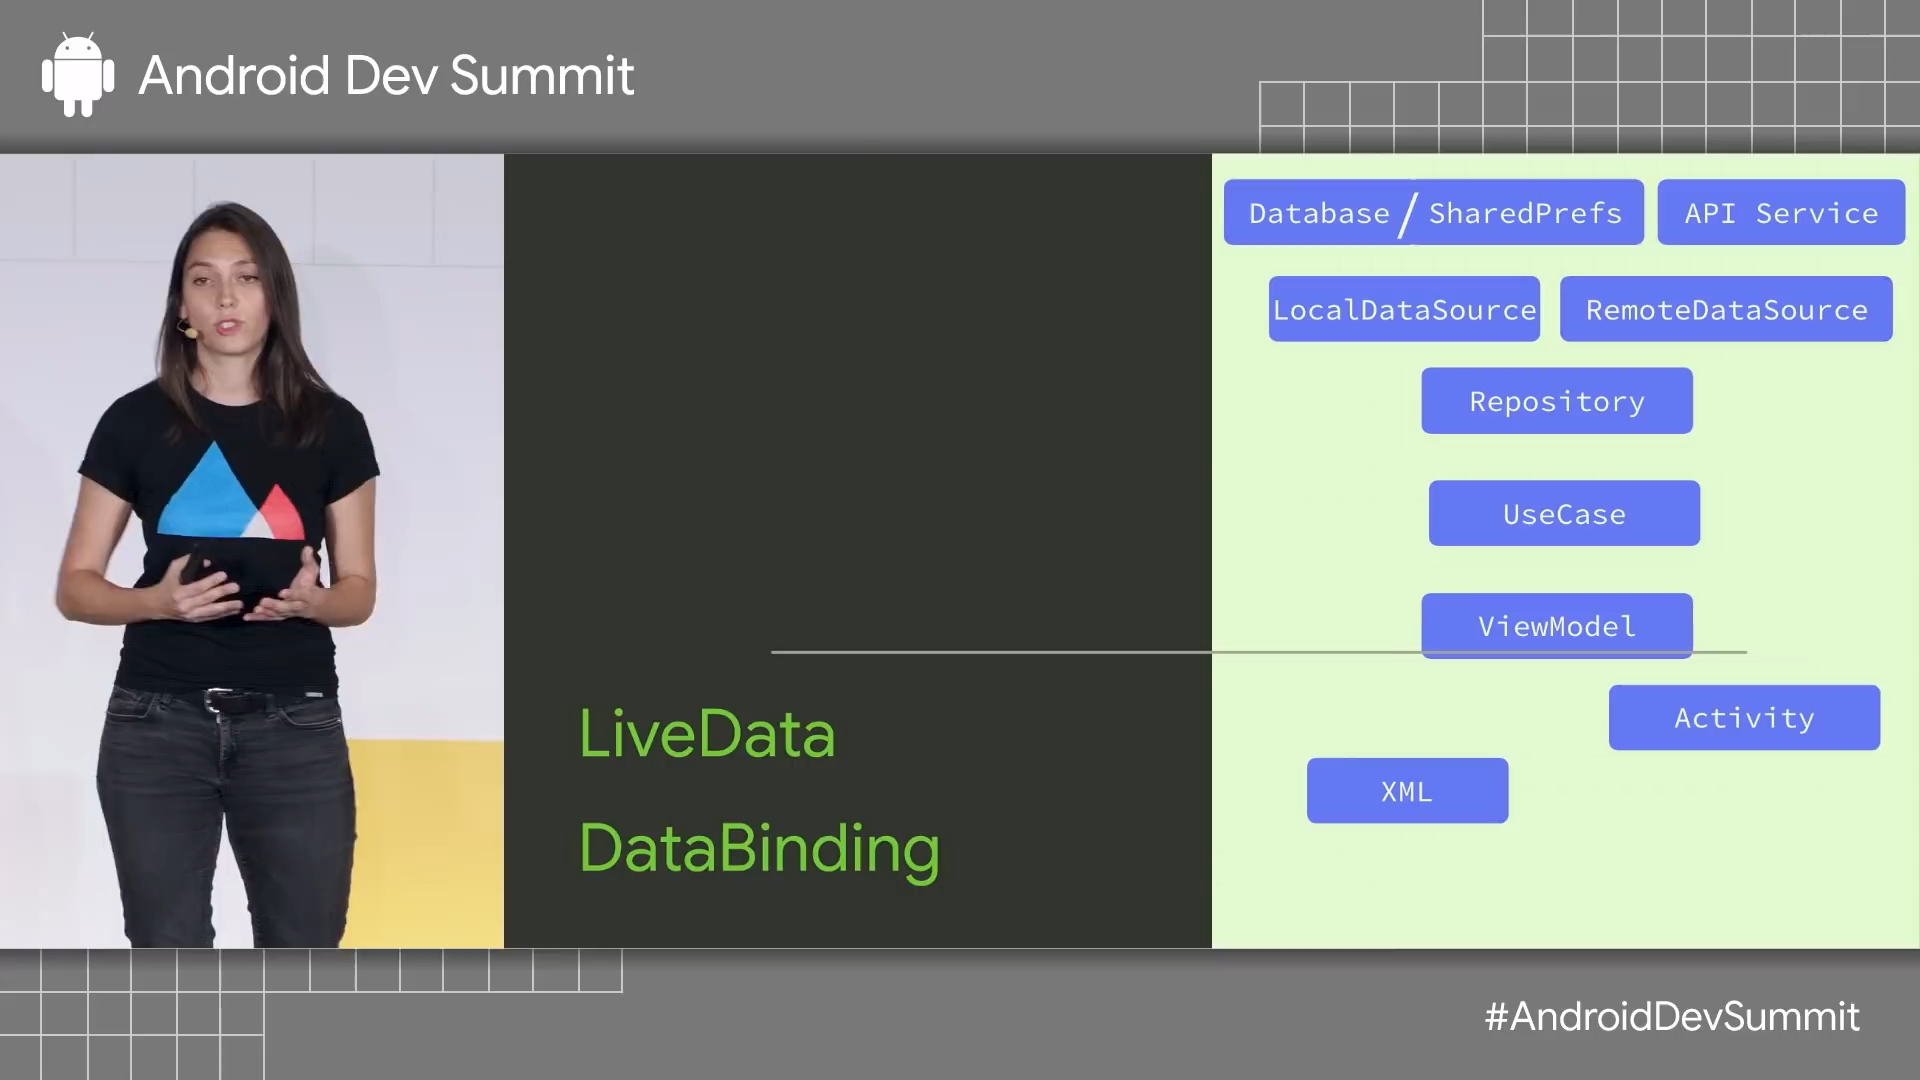 Android Dev Summit
Database / SharedPrefs
API Service
LocalDataSource
RemoteDataSource
Repository
UseCase
ViewModel
Activity
XML
LiveData
DataBinding
#AndroidDevSummit